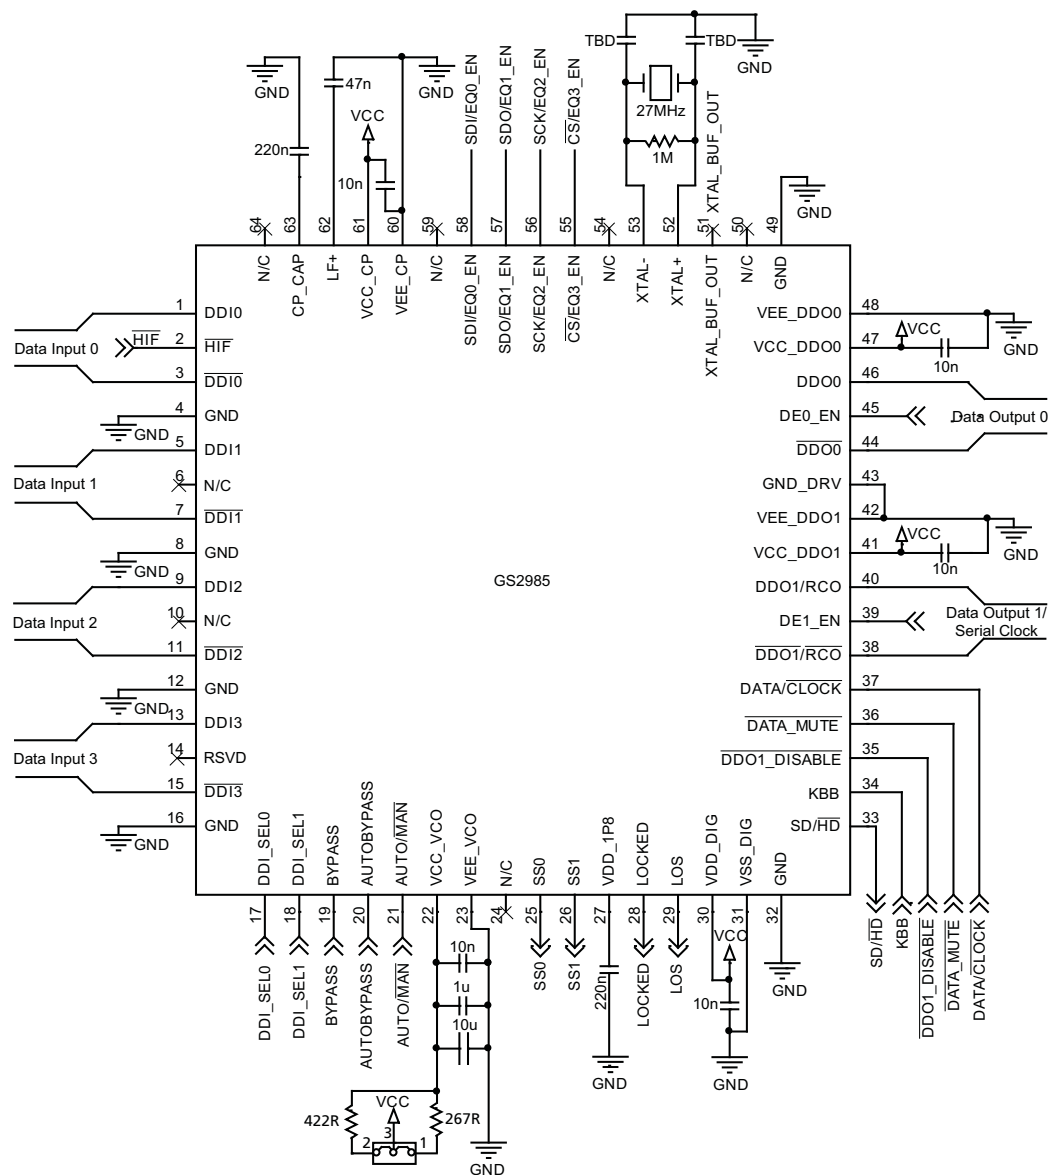 TBD
TBD
GND
GND
47n
GND
27MHz
1M
220n
VCC
10n
SDI/EQ0_EN
SDO/EQ1_EN
SCK/EQ2_EN
CS/EQ3_EN
XTAL_BUF_OUT
GND
64
63
62
61
60
59
58
57
56
55
54
53
52
51
50
49
N/C
CP_CAP
LF+
VCC_CP
VEE_CP
N/C
SDI/EQ0_EN
SDO/EQ1_EN
SCK/EQ2_EN
CS/EQ3_EN
N/C
XTAL-
XTAL+
XTAL_BUF_OUT
N/C
GND
Data Input 0
HIF
1 DDI0
2 HIF
3 DDI0
GND
4 GND
Data Input 1
5 DDI1
6 N/C
7 DDI1
GND
8 GND
Data Input 2
9 DDI2
10 N/C
11 DDI2
GND
12 GND
Data Input 3
13 DDI3
14 RSVD
15 DDI3
GND
16 GND
GS2985
VEE_DDO0 48
VCC_DDO0 47
VCC
10n
GND
DDO0 46
DE0_EN 45
Data Output 0
DDO0 44
GND_DRV 43
VEE_DDO1 42
VCC_DDO1 41
VCC
10n
GND
DDO1/RCO 40
DE1_EN 39
Data Output 1/
Serial Clock
DDO1/RCO 38
DATA/CLOCK 37
DATA_MUTE 36
DDO1_DISABLE 35
KBB 34
SD/HD 33
DDI_SEL0
DDI_SEL1
BYPASS
AUTOBYPASS
AUTO/MAN
VCC_VCO
VEE_VCO
N/C
SS0
SS1
VDD_1P8
LOCKED
LOS
VDD_DIG
VSS_DIG
GND
17
18
19
20
21
22
23
24
25
26
27
28
29
30
31
32
DDI_SEL0
DDI_SEL1
BYPASS
AUTOBYPASS
AUTO/MAN
10n
1u
10u
SS0
SS1
220n
LOCKED
LOS
VCC
10n
GND
SD/HD
KBB
DDO1_DISABLE
DATA_MUTE
DATA/CLOCK
GND
GND
422R
VCC
267R
2
3
1
GND